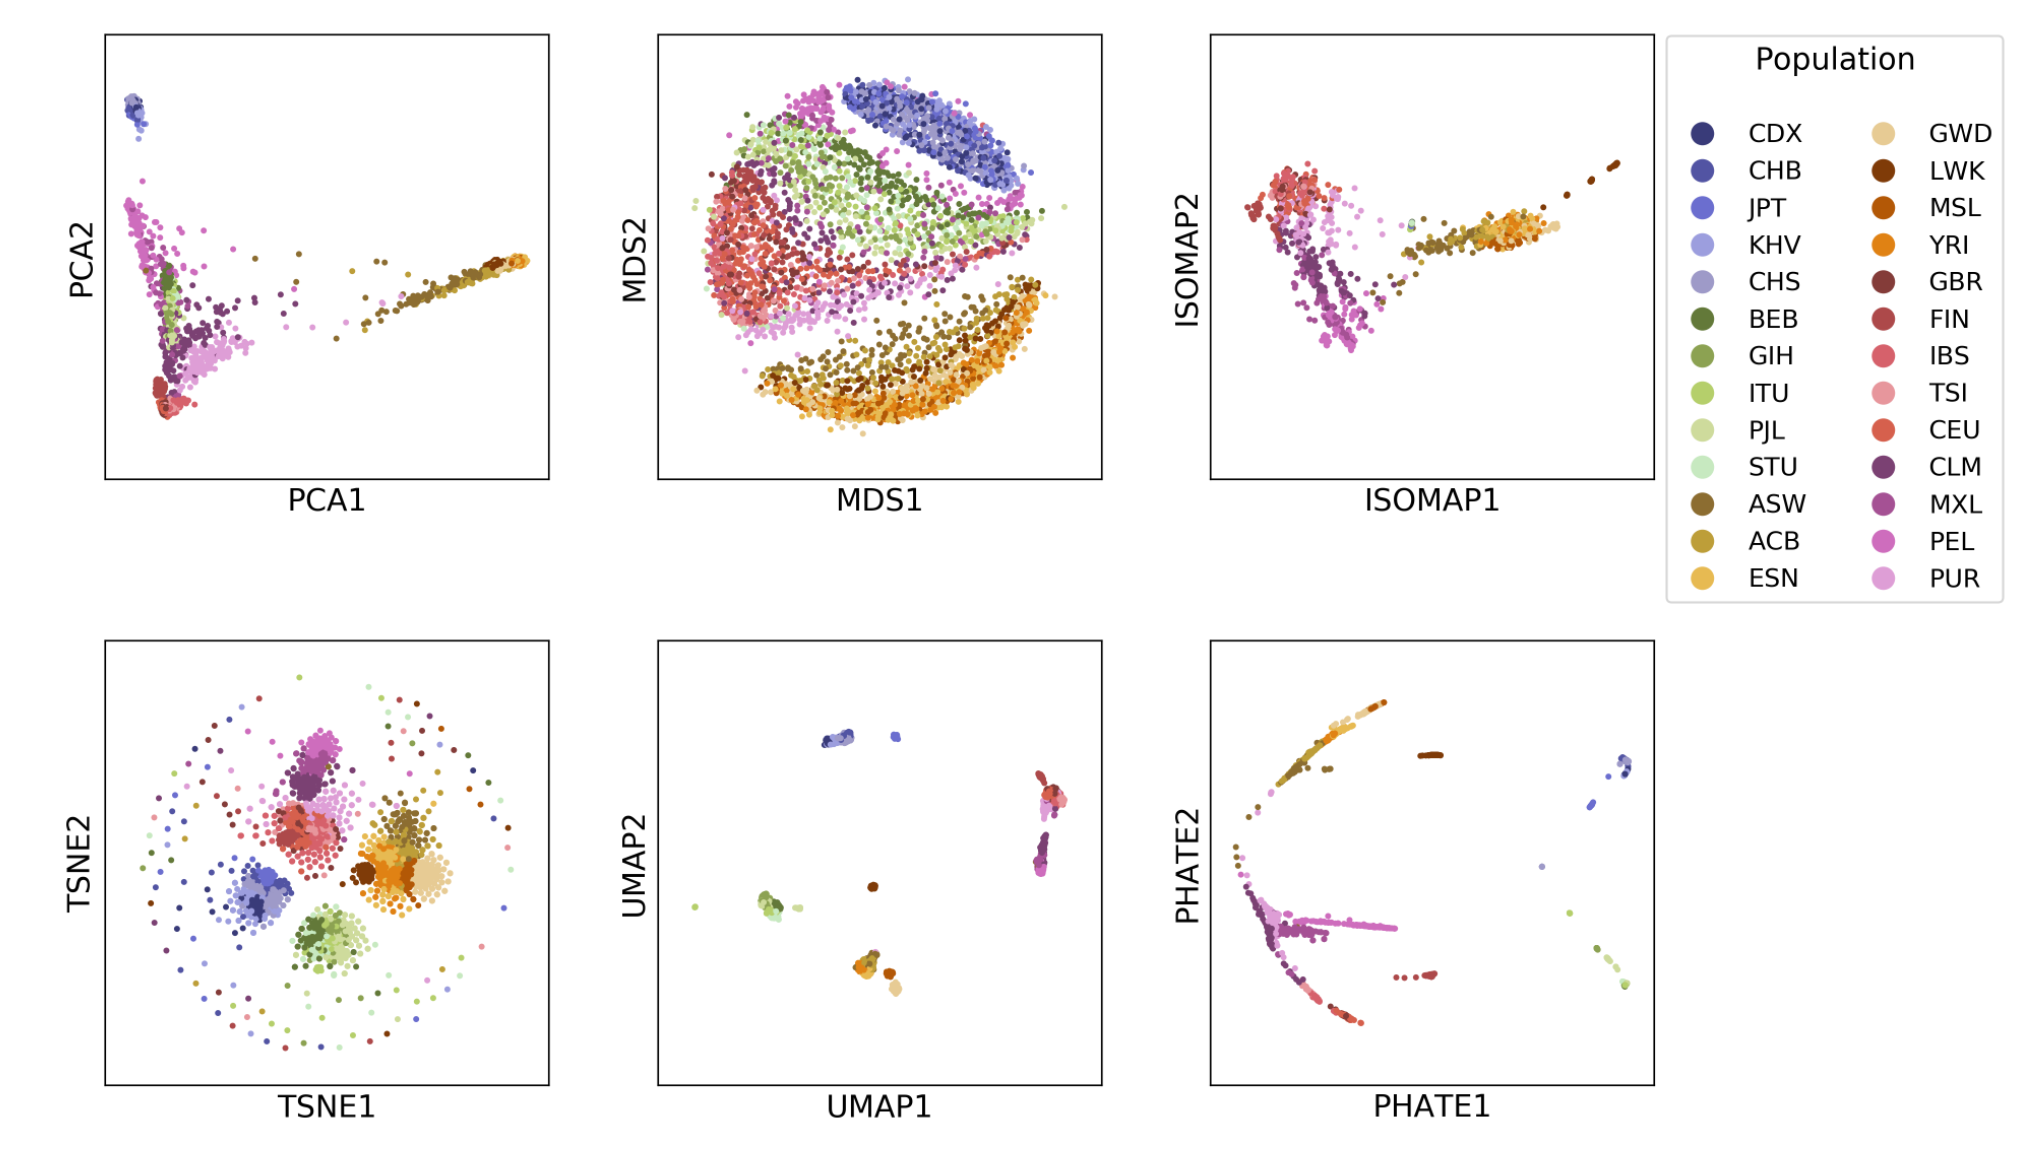 PCA2
PCA1
MDS2
MDS1
ISOMAP2
ISOMAP1
Population
CDX GWD
CHB LWK
JPT MSL
KHV YRI
CHS GBR
BEB FIN
GIH IBS
ITU TSI
PJL CEU
STU CLM
ASW MXL
ACB PEL
ESN PUR
TSNE2
TSNE1
UMAP2
UMAP1
PHATE2
PHATE1